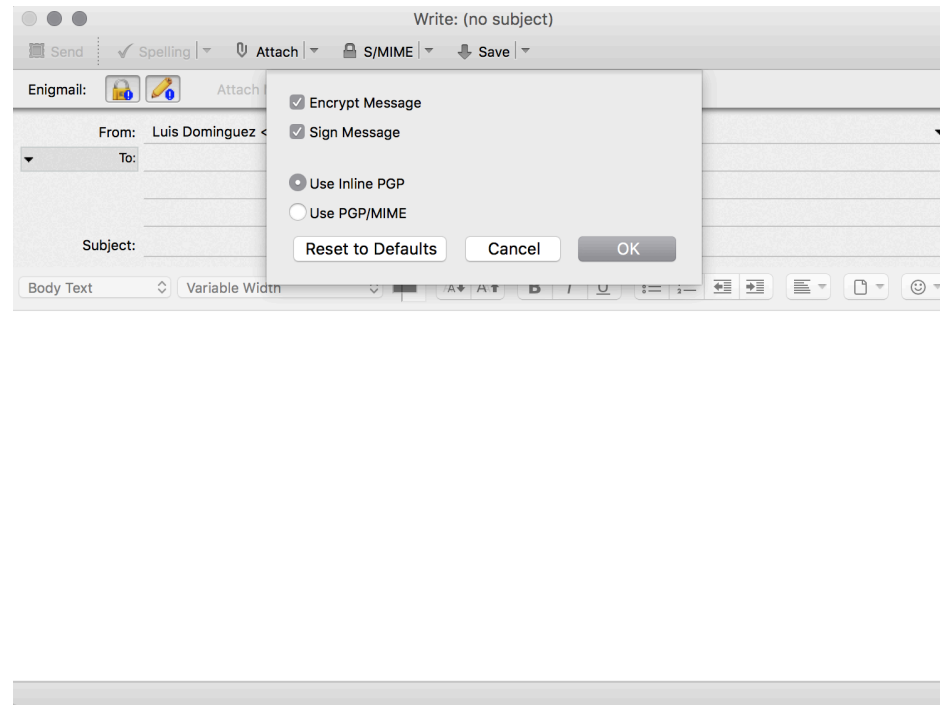 Write: (no subject)
Send Spelling Attach S/MIME Save
Enigmail: Attach
Encrypt Message
From: Luis Dominguez <
Sign Message
To:
Use Inline PGP
Use PGP/MIME
Subject:
Reset to Defaults Cancel OK
Body Text Variable Width A A B I U